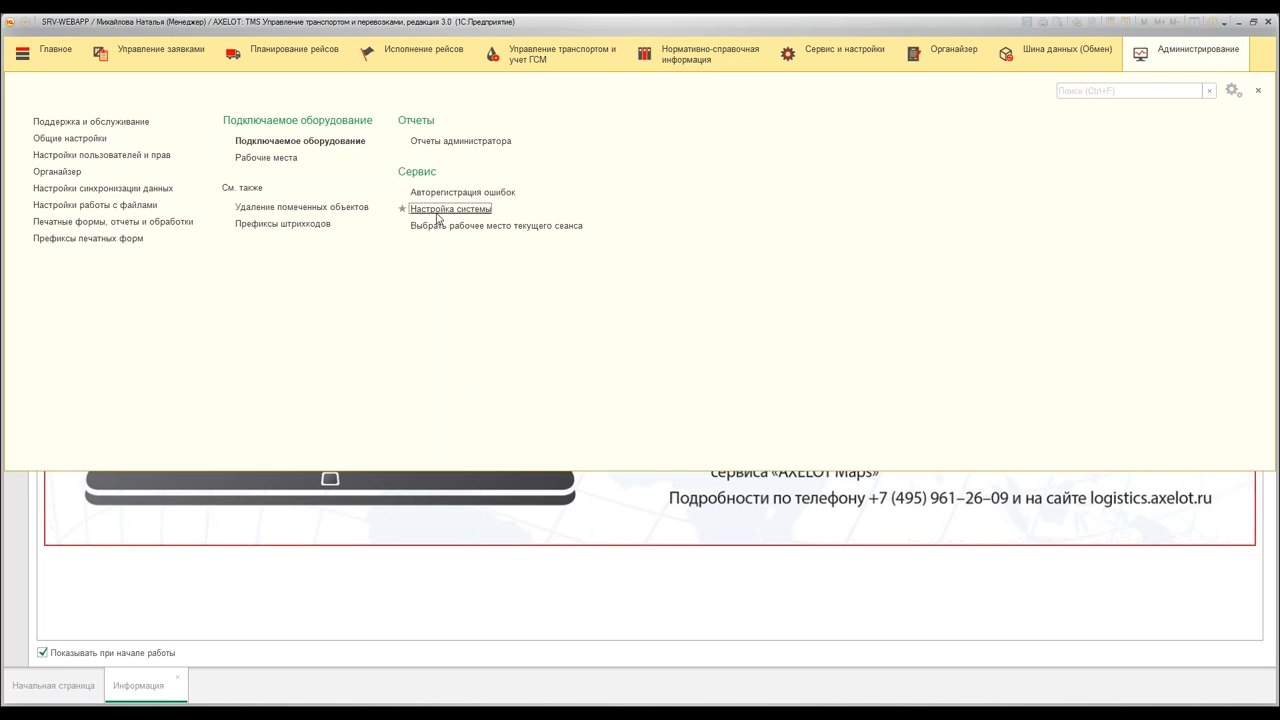 SRV-WEBAPP / Михайлова Наталья (Менеджер) / AXELOT: TMS Управление транспортом и перевозками, редакция 3.0 (1С:Предприятие)
M M+ M-
Главное
Управление заявками
Планирование рейсов
Исполнение рейсов
Управление транспортом и
учет ГСМ
Нормативно-справочная
информация
Сервис и настройки
Органайзер
Шина данных (Обмен)
Администрирование
Поиск (Ctrl+F)
Поддержка и обслуживание
Общие настройки
Настройки пользователей и прав
Органайзер
Настройки синхронизации данных
Настройки работы с файлами
Печатные формы, отчеты и обработки
Префиксы печатных форм
Подключаемое оборудование
Подключаемое оборудование
Рабочие места
См. также
Удаление помеченных объектов
Префиксы штрихкодов
Отчеты
Отчеты администратора
Сервис
Авторегистрация ошибок
Настройка системы
Выбрать рабочее место текущего сеанса
сервиса «AXELOT Maps»
Подробности по телефону +7 (495) 961–26–09 и на сайте logistics.axelot.ru
Показывать при начале работы
Начальная страница
Информация